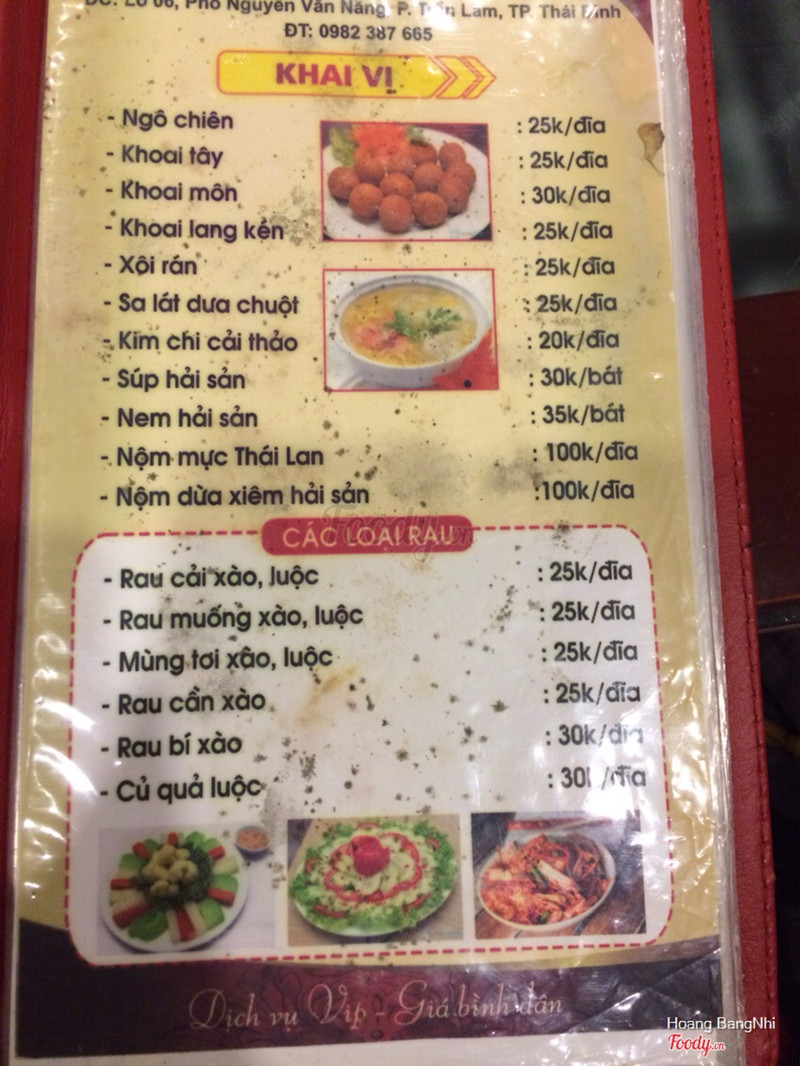 ĐC: Lô 06, Phố Nguyễn Văn Năng, P. Trần Lãm, TP. Thái Bình
ĐT: 0982 387 665
KHAI VỊ
- Ngô chiên : 25k/đĩa
- Khoai tây : 25k/đĩa
- Khoai môn : 30k/đĩa
- Khoai lang kén : 25k/đĩa
- Xôi rán : 25k/đĩa
- Sa lát dưa chuột : 25k/đĩa
- Kim chi cải thảo : 20k/đĩa
- Súp hải sản : 30k/bát
- Nem hải sản : 35k/bát
- Nộm mực Thái Lan : 100k/đĩa
- Nộm dừa xiêm hải sản :100k/đĩa
Foody.vn
CÁC LOẠI RAU
- Rau cải xào, luộc : 25k/đĩa
- Rau muống xào, luộc : 25k/đĩa
- Mùng tơi xào, luộc : 25k/đĩa
- Rau cần xào : 25k/đĩa
- Rau bí xào : 30k/đĩa
- Củ quả luộc : 30k/đĩa
Dịch vụ Vip - Giá bình dân
Hoang BangNhi
Foody.vn